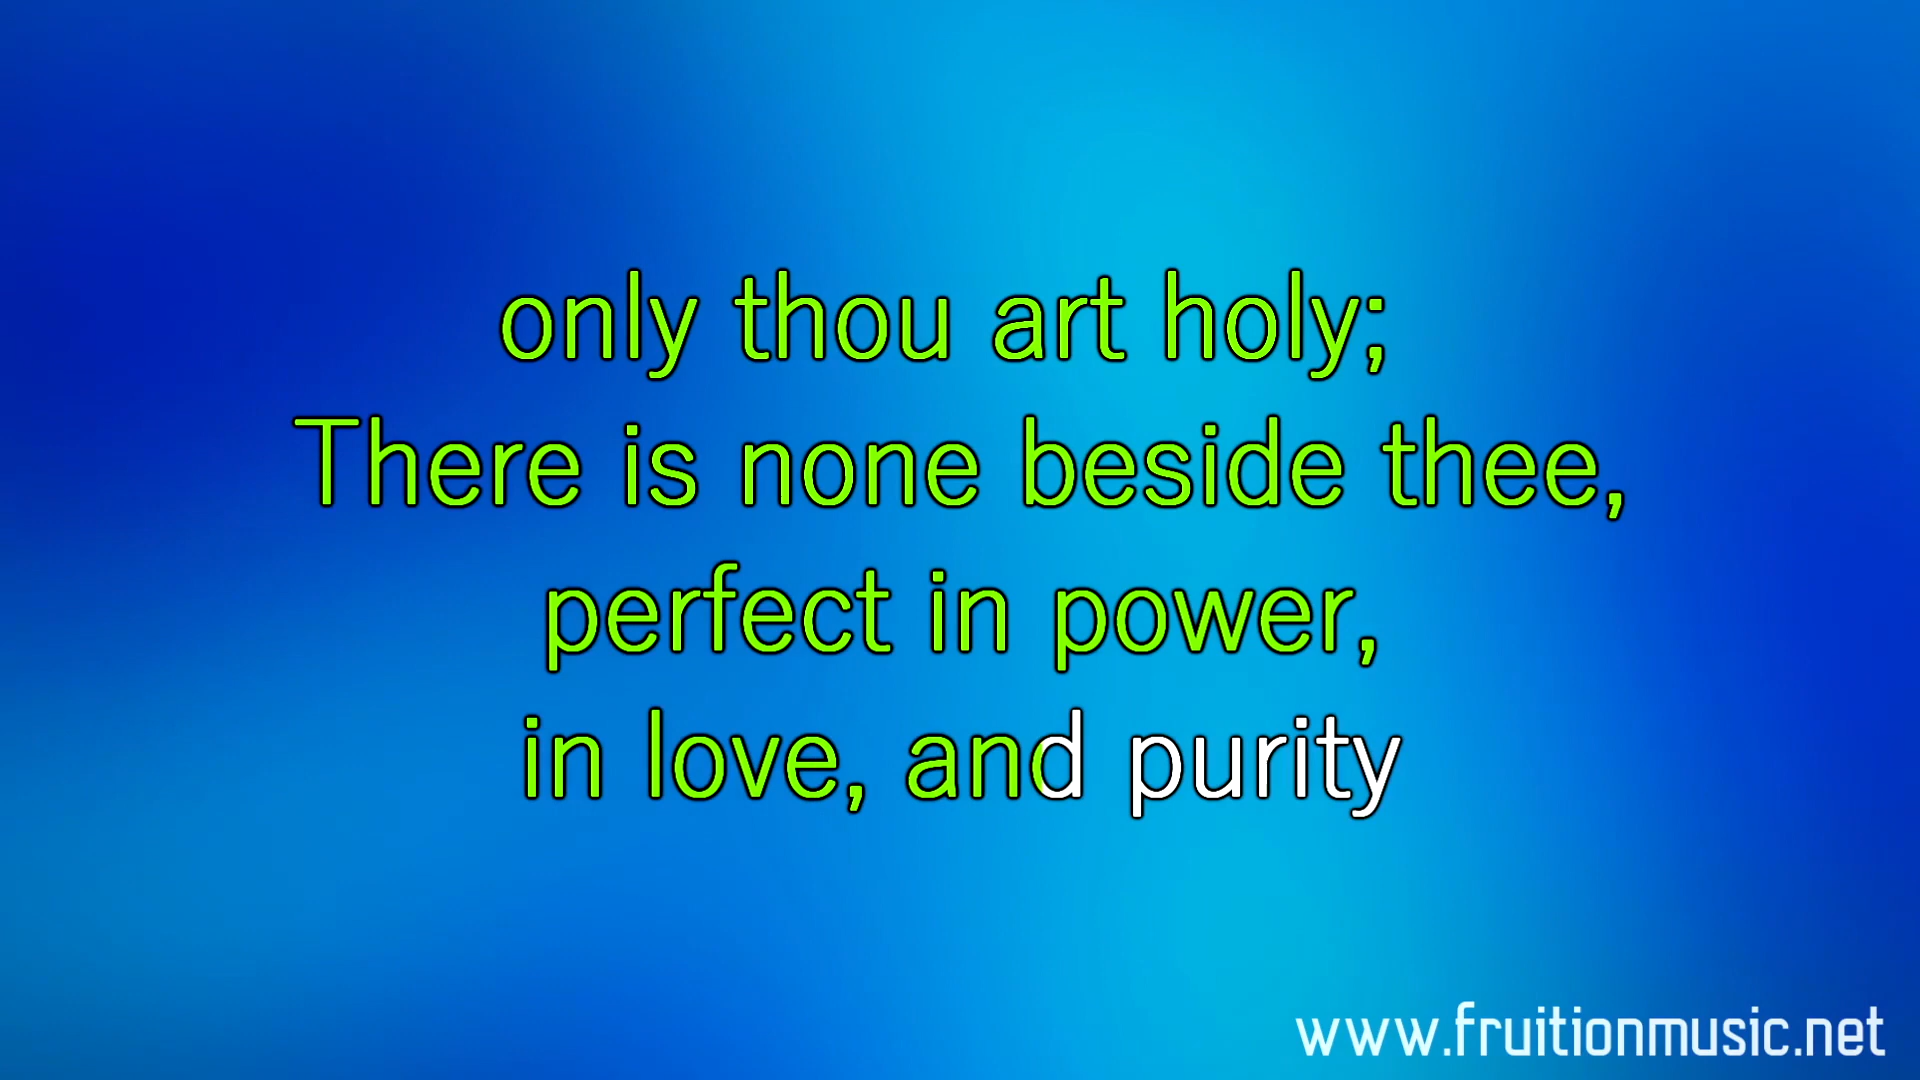 only thou art holy;
There is none beside thee,
perfect in power,
in love, and purity
www.fruitionmusic.net